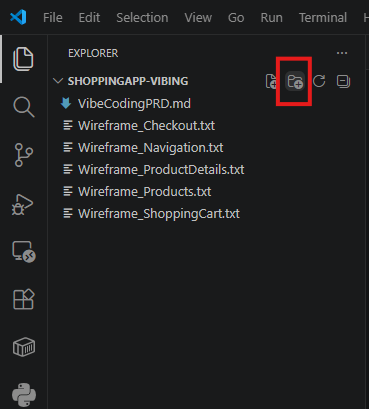 File Edit Selection View Go Run Terminal
EXPLORER
SHOPPINGAPP-VIBING
VibeCodingPRD.md
Wireframe_Checkout.txt
Wireframe_Navigation.txt
Wireframe_ProductDetails.txt
Wireframe_Products.txt
Wireframe_ShoppingCart.txt